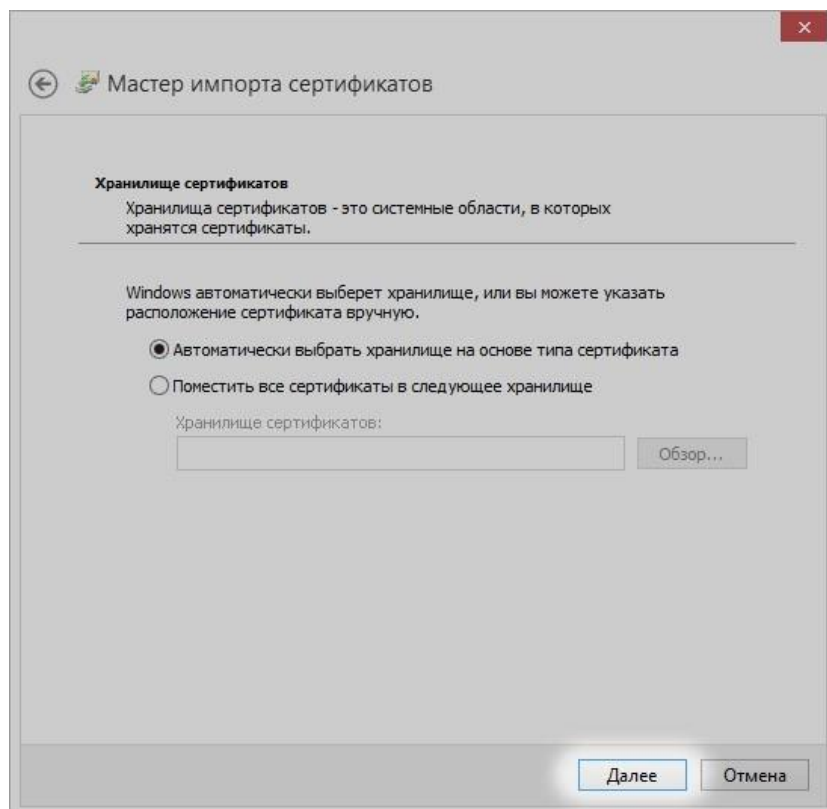 Мастер импорта сертификатов
Хранилище сертификатов
Хранилища сертификатов - это системные области, в которых
хранятся сертификаты.
Windows автоматически выберет хранилище, или вы можете указать
расположение сертификата вручную.
Автоматически выбрать хранилище на основе типа сертификата
Поместить все сертификаты в следующее хранилище
Хранилище сертификатов:
Обзор...
Далее
Отмена